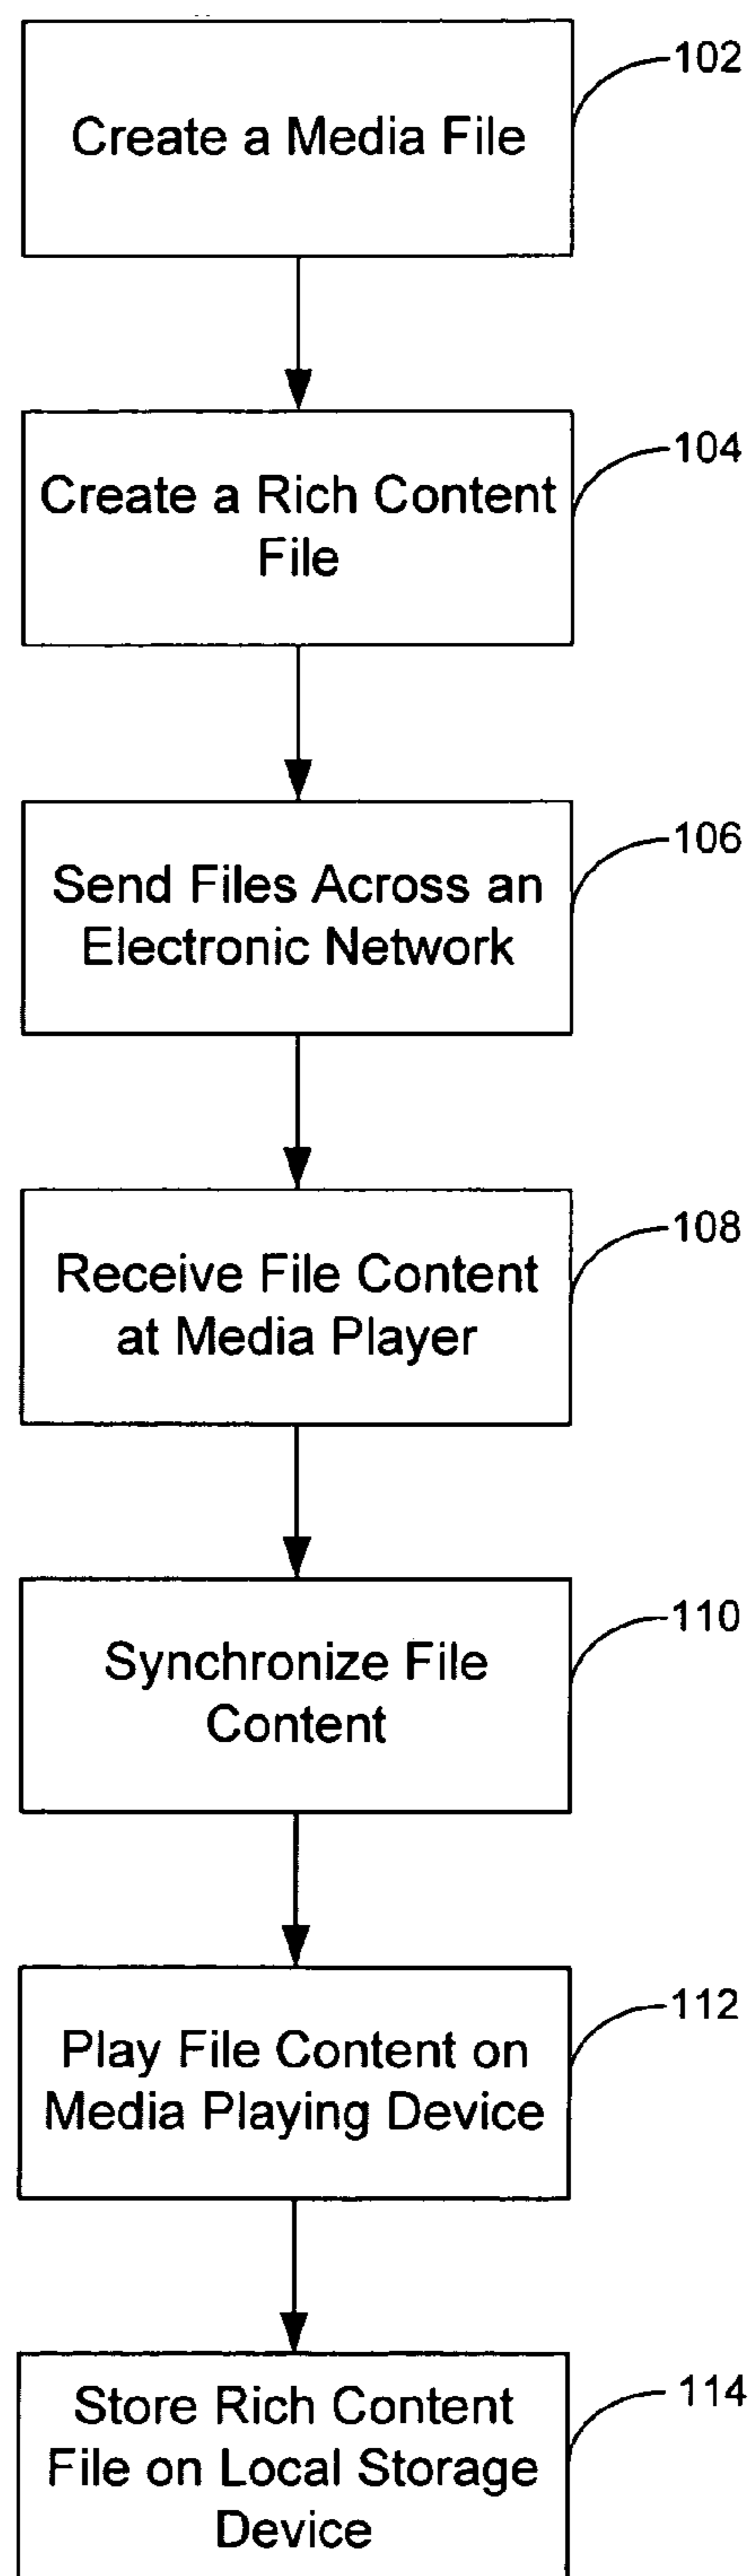 102
Create a Media File
104
Create a Rich Content
File
106
Send Files Across an
Electronic Network
108
Receive File Content
at Media Player
110
Synchronize File
Content
112
Play File Content on
Media Playing Device
114
Store Rich Content
File on Local Storage
Device